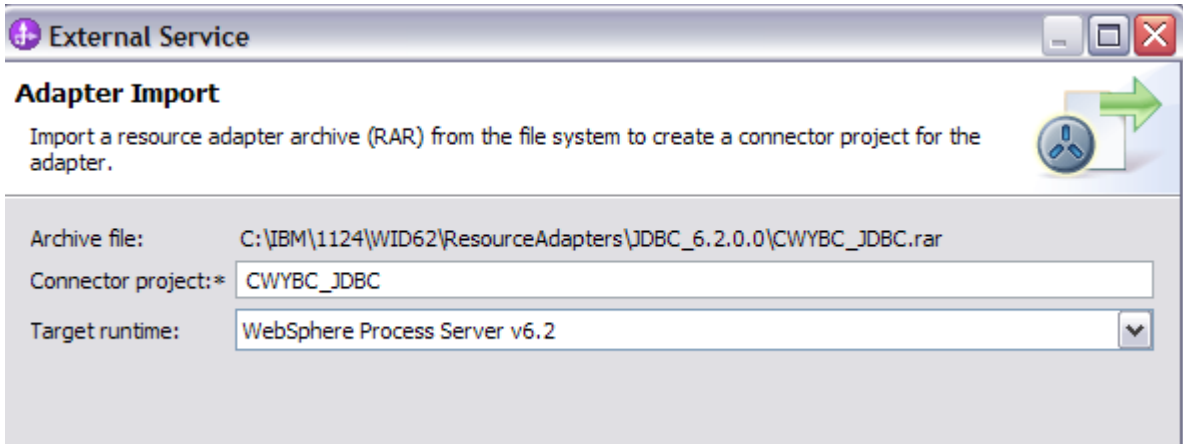 External Service
Adapter Import
Import a resource adapter archive (RAR) from the file system to create a connector project for the
adapter.
Archive file: C:\IBM\1124\WID62\ResourceAdapters\JDBC_6.2.0.0\CWYBC_JDBC.rar
Connector project:* CWYBC_JDBC
Target runtime: WebSphere Process Server v6.2